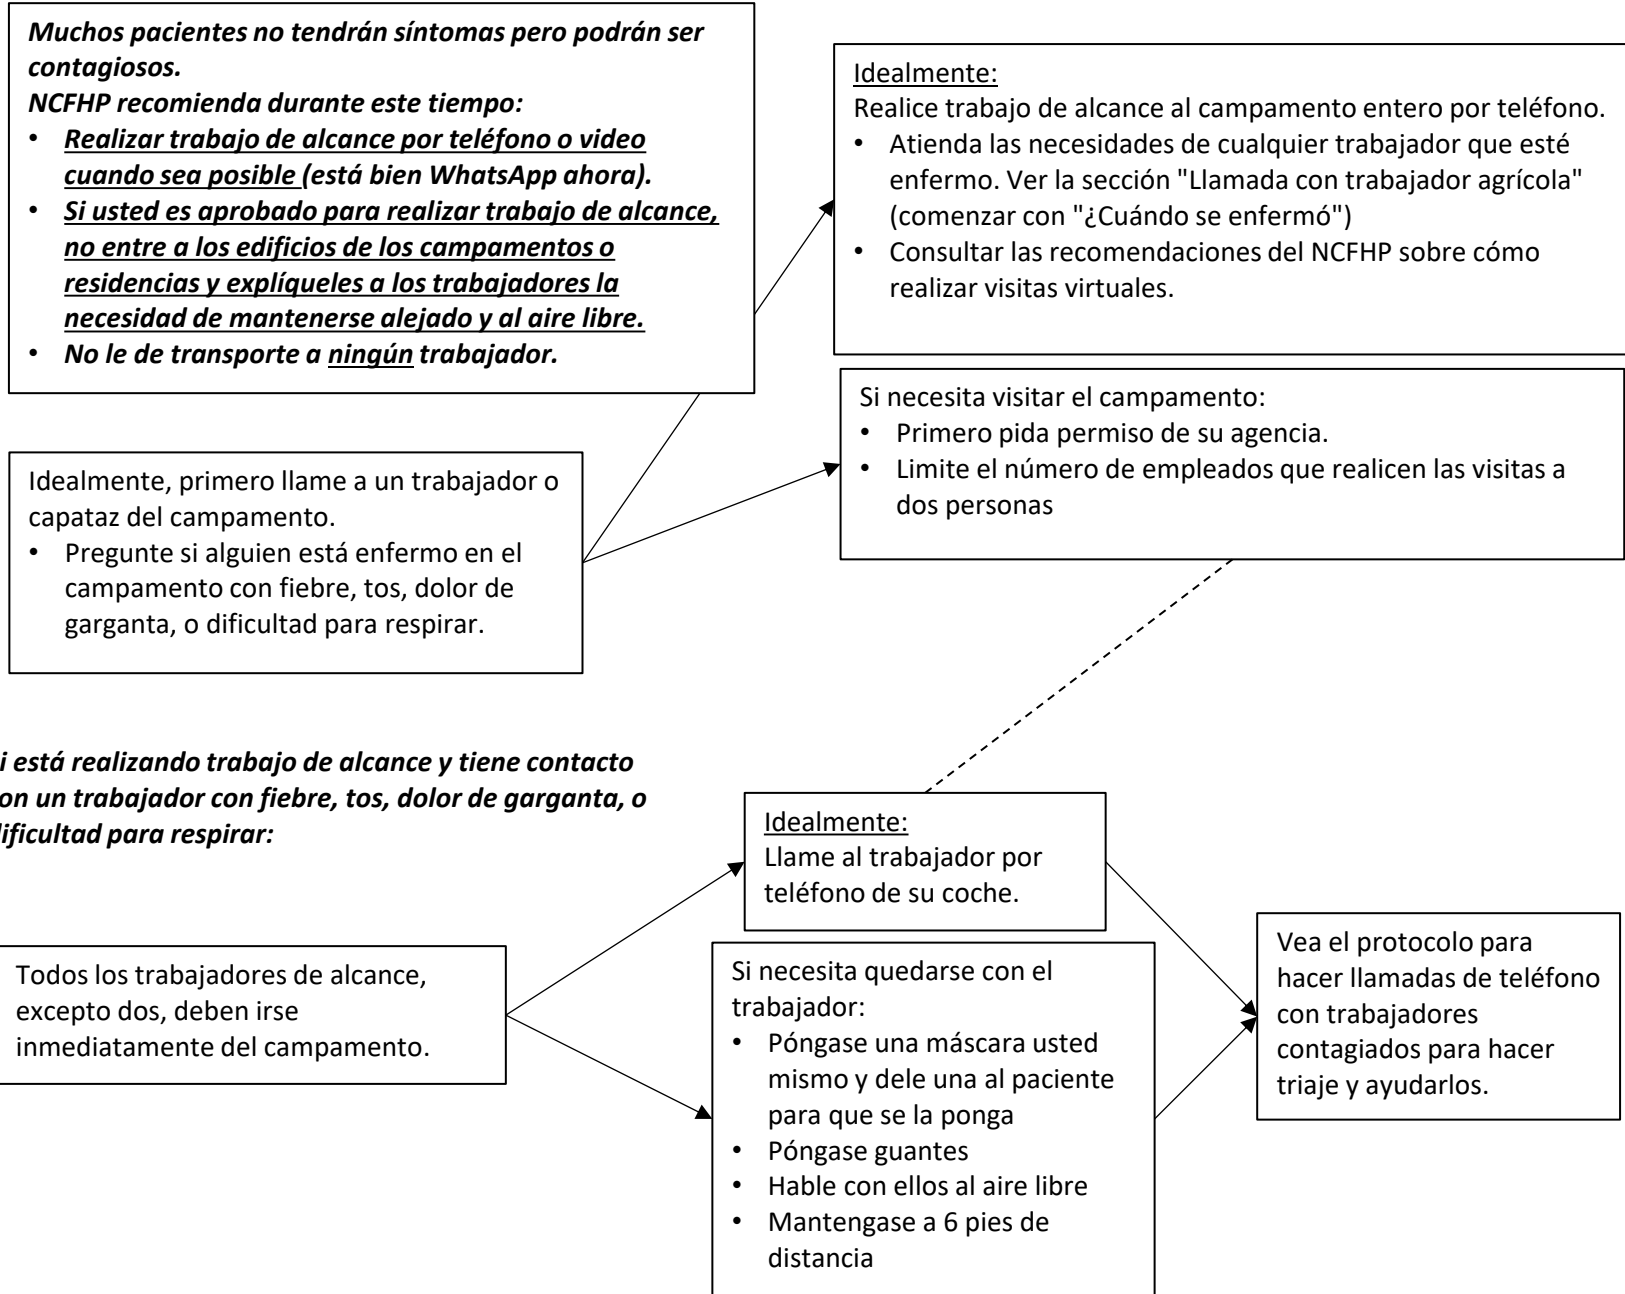 Muchos pacientes no tendrán síntomas pero podrán ser
contagiosos.
NCFHP recomienda durante este tiempo:
• Realizar trabajo de alcance por teléfono o video
cuando sea posible (está bien WhatsApp ahora).
• Si usted es aprobado para realizar trabajo de alcance,
no entre a los edificios de los campamentos o
residencias y explíqueles a los trabajadores la
necesidad de mantenerse alejado y al aire libre.
• No le de transporte a ningún trabajador.
Idealmente:
Realice trabajo de alcance al campamento entero por teléfono.
• Atienda las necesidades de cualquier trabajador que esté
enfermo. Ver la sección "Llamada con trabajador agrícola"
(comenzar con "¿Cuándo se enfermó")
• Consultar las recomendaciones del NCFHP sobre cómo
realizar visitas virtuales.
Si necesita visitar el campamento:
• Primero pida permiso de su agencia.
• Limite el número de empleados que realicen las visitas a
dos personas
Idealmente, primero llame a un trabajador o
capataz del campamento.
• Pregunte si alguien está enfermo en el
campamento con fiebre, tos, dolor de
garganta, o dificultad para respirar.
i está realizando trabajo de alcance y tiene contacto
on un trabajador con fiebre, tos, dolor de garganta, o
dificultad para respirar:
Todos los trabajadores de alcance,
excepto dos, deben irse
inmediatamente del campamento.
Idealmente:
Llame al trabajador por
teléfono de su coche.
Si necesita quedarse con el
trabajador:
• Póngase una máscara usted
mismo y dele una al paciente
para que se la ponga
• Póngase guantes
• Hable con ellos al aire libre
• Mantengase a 6 pies de
distancia
Vea el protocolo para
hacer llamadas de teléfono
con trabajadores
contagiados para hacer
triaje y ayudarlos.